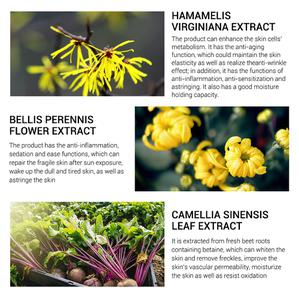 HAMAMELIS
VIRGINIANA EXTRACT
The product can enhance the skin cells'
metabolism. It has the anti-aging
function, which could maintain the skin
elasticity as well as realize theanti-wrinkle
effect; in addition, it has the functions of
anti-inflammation, anti-sensitization and
astringing. It also has a good moisture
holding capacity.
BELLIS PERENNIS
FLOWER EXTRACT
The product has the anti-inflammation,
sedation and ease functions, which can
repair the fragile skin after sun exposure,
wake up the dull and tired skin, as well as
astringe the skin
CAMELLIA SINENSIS
LEAF EXTRACT
It is extracted from fresh beet roots
containing betaine, which can whiten the
skin and remove freckles, improve the
skin's vascular permeability, moisturize
the skin as well as resist oxidation